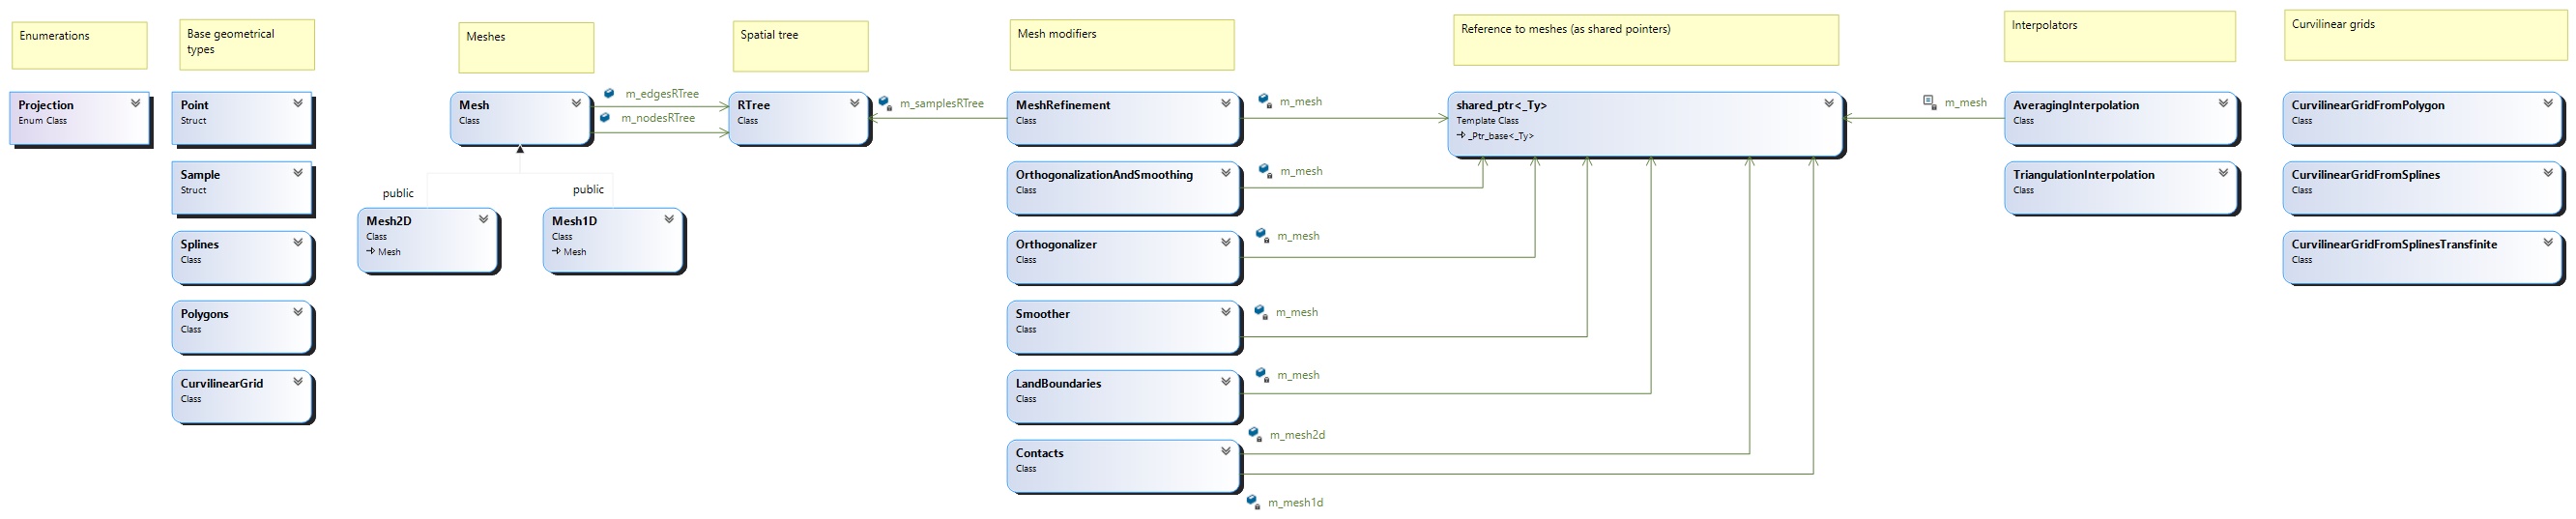 Enumerations
Base geometrical
types
Meshes
Spatial tree
Mesh modifiers
Reference to meshes (as shared pointers)
Interpolators
Curvilinear grids
Projection
Enum Class
Point
Struct
Sample
Struct
Splines
Class
Polygons
Class
CurvilinearGrid
Class
Mesh
Class
m_edgesRTree
m_nodesRTree
public
public
Mesh2D
Class
Mesh
Mesh1D
Class
Mesh
RTree
Class
m_samplesRTree
MeshRefinement
Class
m_mesh
OrthogonalizationAndSmoothing
Class
m_mesh
Orthogonalizer
Class
m_mesh
Smoother
Class
m_mesh
LandBoundaries
Class
m_mesh
Contacts
Class
m_mesh2d
m_mesh1d
shared_ptr<_Ty>
Template Class
_Ptr_base<_Ty>
m_mesh
AveragingInterpolation
Class
TriangulationInterpolation
Class
CurvilinearGridFromPolygon
Class
CurvilinearGridFromSplines
Class
CurvilinearGridFromSplinesTransfinite
Class